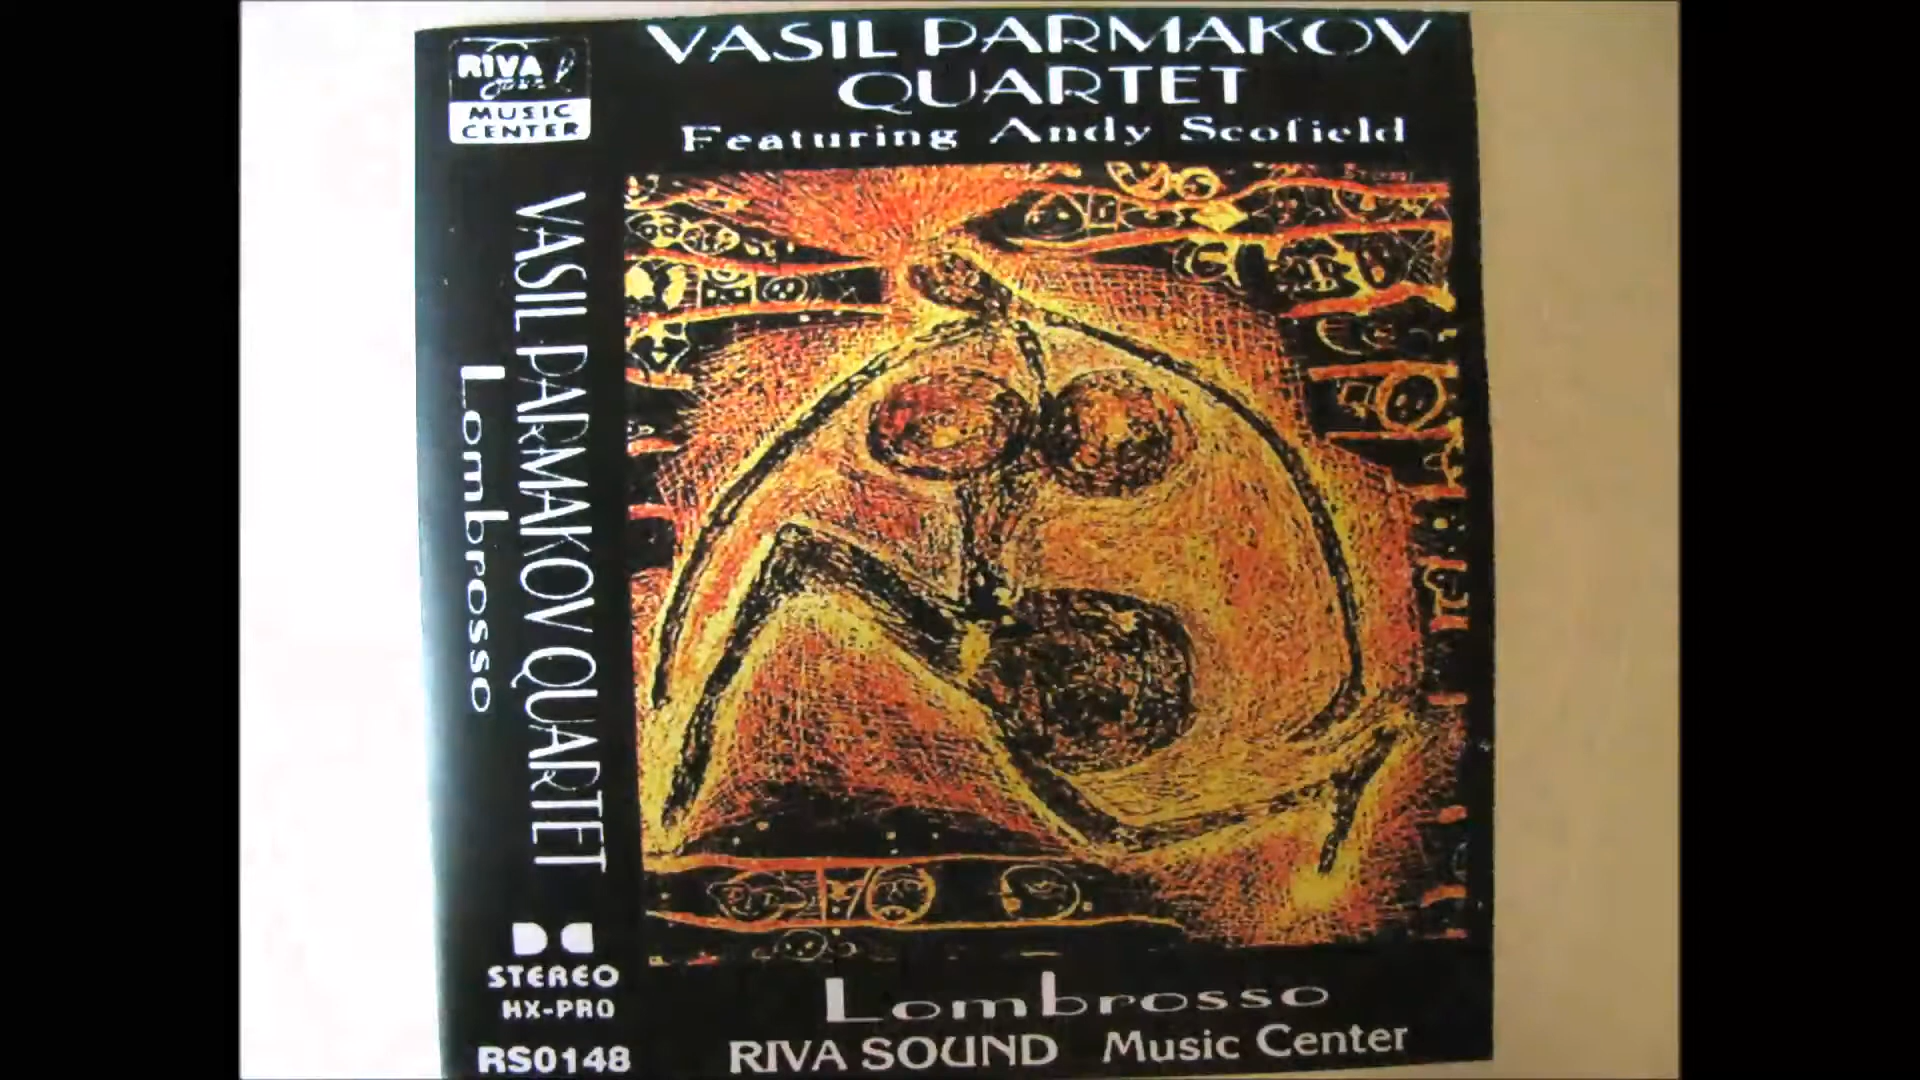 RIVA
Jazz
MUSIC
CENTER
VASIL PARMAKOV QUARTET
Lombrosso
STEREO
HX-PRO
RS0148
VASIL PARMAKOV
QUARTET
Featuring Andy Scofield
Lombrosso
RIVA SOUND Music Center